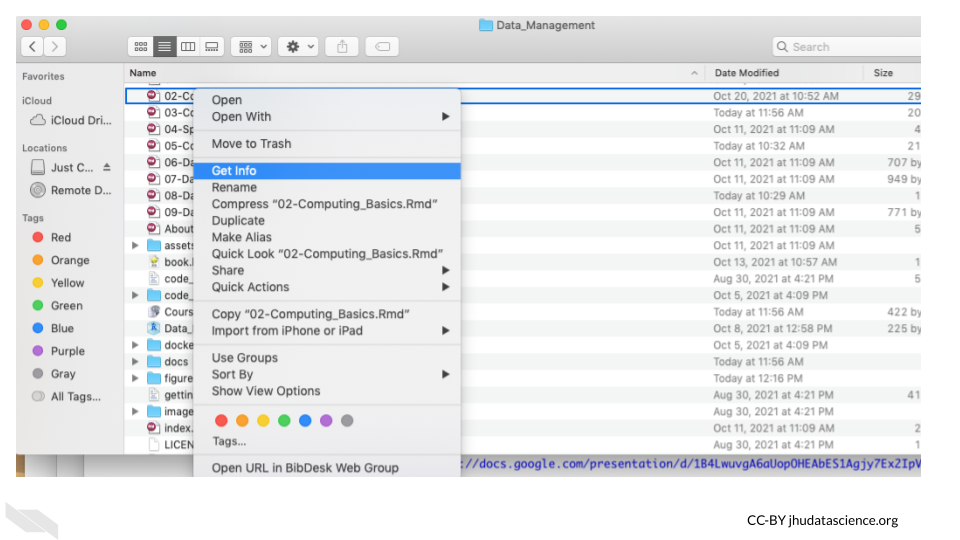 Data_Management
Search
Favorites
iCloud
iCloud Dri...
Locations
Just C...
Remote D...
Tags
Red
Orange
Yellow
Green
Blue
Purple
Gray
All Tags...
Name Date Modified Size
02-Co Oct 20, 2021 at 10:52 AM 29
03-Co Today at 11:56 AM 20
04-Sp Oct 11, 2021 at 11:09 AM 4
05-Co Today at 10:32 AM 21
06-Da Oct 11, 2021 at 11:09 AM 707 by
07-Da Oct 11, 2021 at 11:09 AM 949 by
08-Da Today at 10:29 AM 1
09-Da Oct 11, 2021 at 11:09 AM 771 by
About Oct 11, 2021 at 11:09 AM 5
assets Oct 11, 2021 at 11:09 AM
book. Oct 13, 2021 at 10:57 AM 1
code_ Aug 30, 2021 at 4:21 PM 5
code_ Oct 5, 2021 at 4:09 PM
Cours Today at 11:56 AM 422 by
Data_ Oct 8, 2021 at 12:58 PM 225 by
docke Oct 5, 2021 at 4:09 PM
docs Today at 11:56 AM
figure Today at 12:16 PM
gettin Aug 30, 2021 at 4:21 PM 41
image Aug 30, 2021 at 4:21 PM
index. Oct 11, 2021 at 11:09 AM 2
LICEN Aug 30, 2021 at 4:21 PM 1
Open
Open With
Move to Trash
Get Info
Rename
Compress “02-Computing_Basics.Rmd”
Duplicate
Make Alias
Quick Look “02-Computing_Basics.Rmd”
Share
Quick Actions
Copy “02-Computing_Basics.Rmd”
Import from iPhone or iPad
Use Groups
Sort By
Show View Options
Tags...
Open URL in BibDesk Web Group
://docs.google.com/presentation/d/1B4LwuvgA6aUopOHEAbES1Agjy7Ex2IpV
CC-BY jhudatascience.org